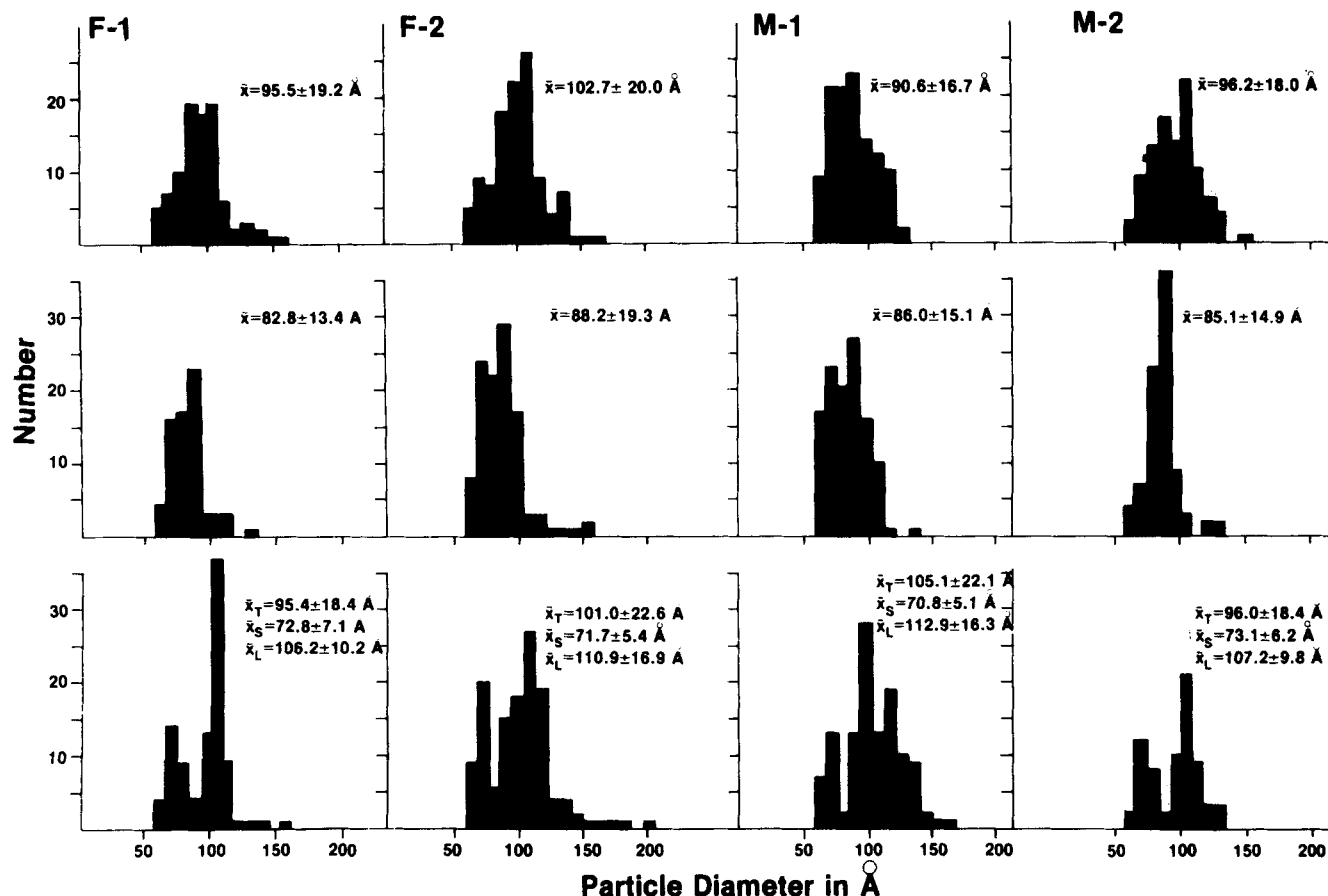 F-1 F-2 M-1 M-2
x̄=95.5±19.2 Å x̄=102.7± 20.0 Å x̄=90.6±16.7 Å x̄=96.2±18.0 Å
20
10
x̄=82.8±13.4 A x̄=88.2±19.3 A x̄=86.0±15.1 Å x̄=85.1±14.9 Å
30
20
10
Number
x̄T=95.4±18.4 Å x̄T=101.0±22.6 A x̄T=105.1±22.1 Å x̄T=96.0±18.4 Å
x̄S=72.8±7.1 Å x̄S=71.7±5.4 Å x̄S=70.8±5.1 Å x̄S=73.1±6.2 Å
x̄L=106.2±10.2 Å x̄L=110.9±16.9 Å x̄L=112.9±16.3 Å x̄L=107.2±9.8 Å
30
20
10
50 100 150 200 50 100 150 200 50 100 150 200 50 100 150 200
Particle Diameter in Å